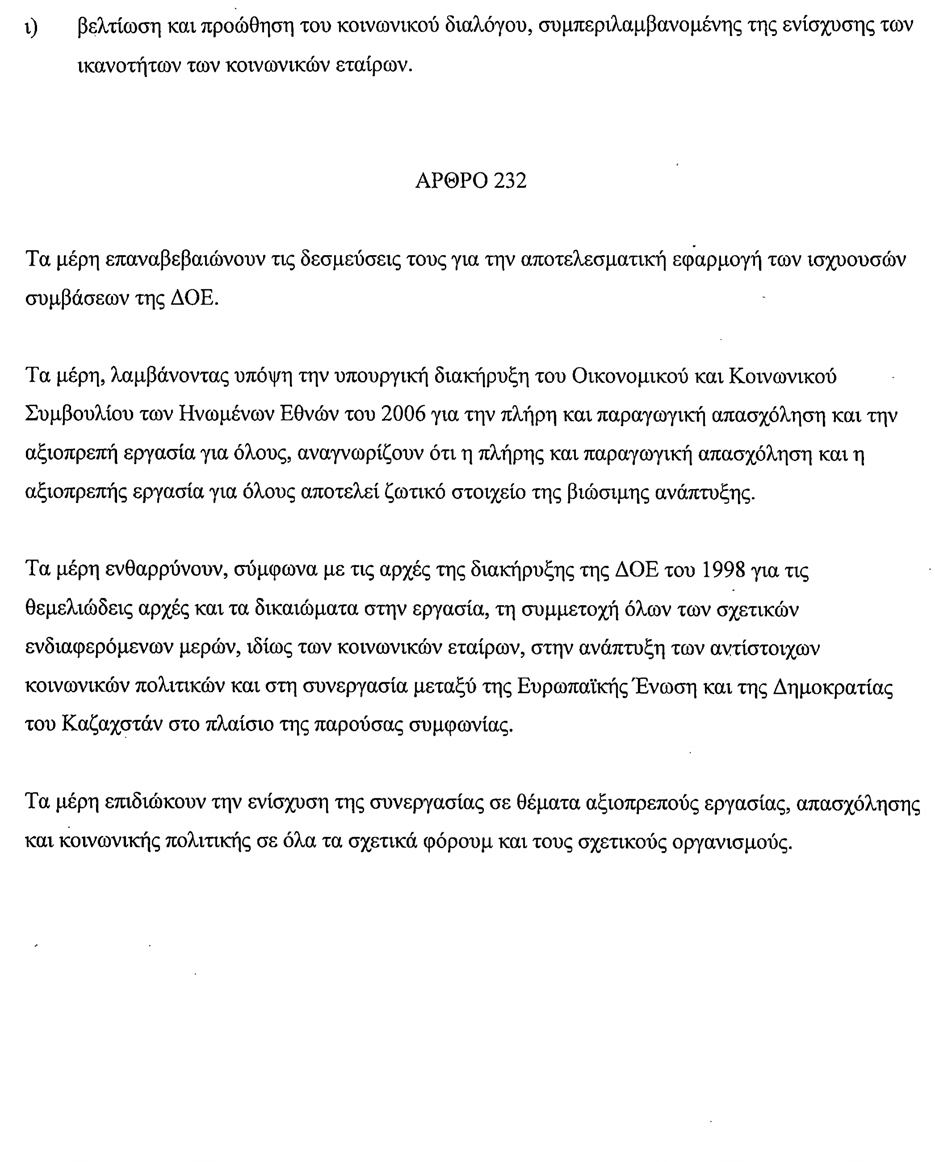 ι) βελτίωση και προώθηση του κοινωνικού διαλόγου, συμπεριλαμβανομένης της ενίσχυσης των
ικανοτήτων των κοινωνικών εταίρων.
ΑΡΘΡΟ 232
Τα μέρη επαναβεβαιώνουν τις δεσμεύσεις τους για την αποτελεσματική εφαρμογή των ισχυουσών
συμβάσεων της ΔΟΕ.
Τα μέρη, λαμβάνοντας υπόψη την υπουργική διακήρυξη του Οικονομικού και Κοινωνικού
Συμβουλίου των Ηνωμένων Εθνών του 2006 για την πλήρη και παραγωγική απασχόληση και την
αξιοπρεπή εργασία για όλους, αναγνωρίζουν ότι η πλήρης και παραγωγική απασχόληση και η
αξιοπρεπής εργασία για όλους αποτελεί ζωτικό στοιχείο της βιώσιμης ανάπτυξης.
Τα μέρη ενθαρρύνουν, σύμφωνα με τις αρχές της διακήρυξης της ΔΟΕ του 1998 για τις
θεμελιώδεις αρχές και τα δικαιώματα στην εργασία, τη συμμετοχή όλων των σχετικών
ενδιαφερόμενων μερών, ιδίως των κοινωνικών εταίρων, στην ανάπτυξη των αντίστοιχων
κοινωνικών πολιτικών και στη συνεργασία μεταξύ της Ευρωπαϊκής Ένωση και της Δημοκρατίας
του Καζαχστάν στο πλαίσιο της παρούσας συμφωνίας.
Τα μέρη επιδιώκουν την ενίσχυση της συνεργασίας σε θέματα αξιοπρεπούς εργασίας, απασχόλησης
και κοινωνικής πολιτικής σε όλα τα σχετικά φόρουμ και τους σχετικούς οργανισμούς.